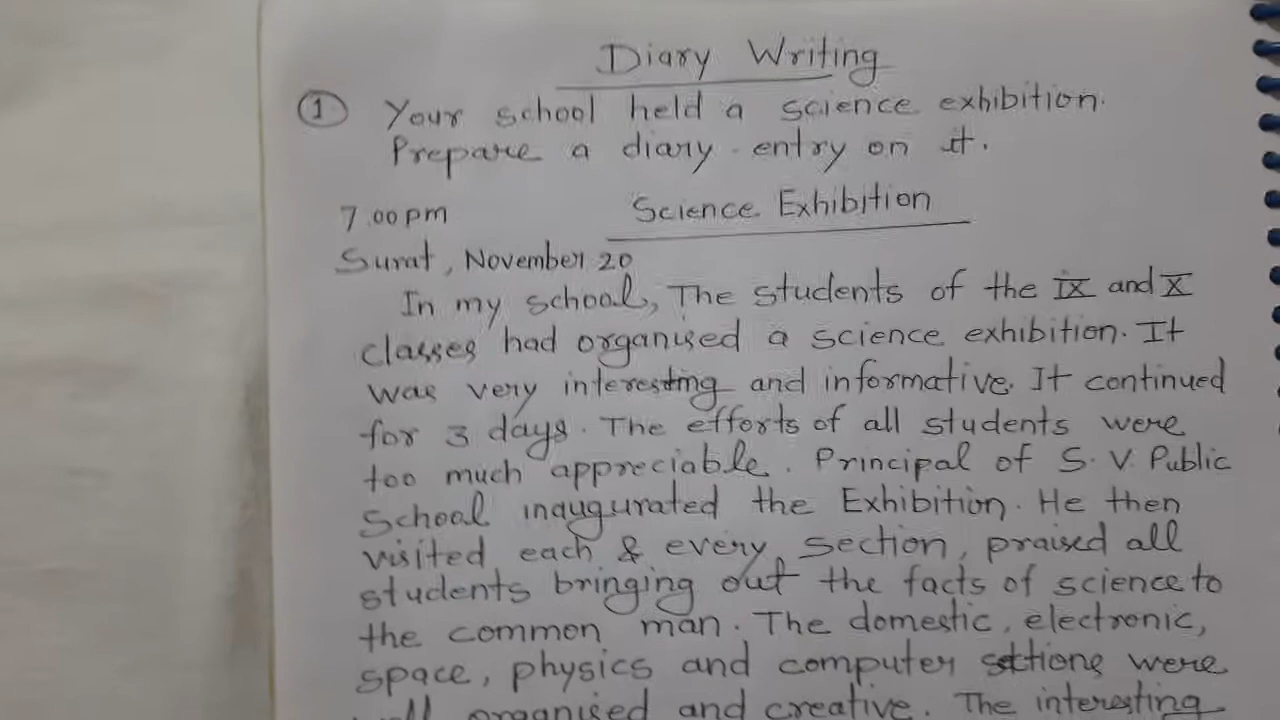 Diary Writing
① Your school held a science exhibition.
Prepare a diary entry on it.
7.00pm Science Exhibition
Surat, November 20
In my school, The students of the IX and X
classes had organised a science exhibition. It
was very interesting and informative. It continued
for 3 days. The efforts of all students were
too much appreciable. Principal of S. V. Public
School inaugurated the Exhibition. He then
visited each & every section, praised all
students bringing out the facts of science to
the common man. The domestic, electronic,
space, physics and computer sections were
well organised and creative. The interesting